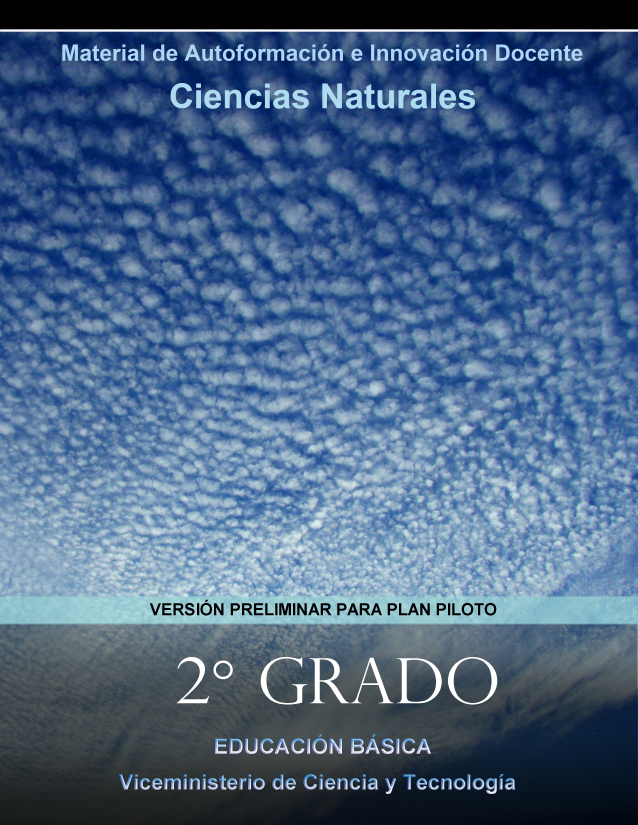 Material de Autoformación e Innovación Docente
Ciencias Naturales
VERSIÓN PRELIMINAR PARA PLAN PILOTO
2° GRADO
EDUCACIÓN BÁSICA
Viceministerio de Ciencia y Tecnología